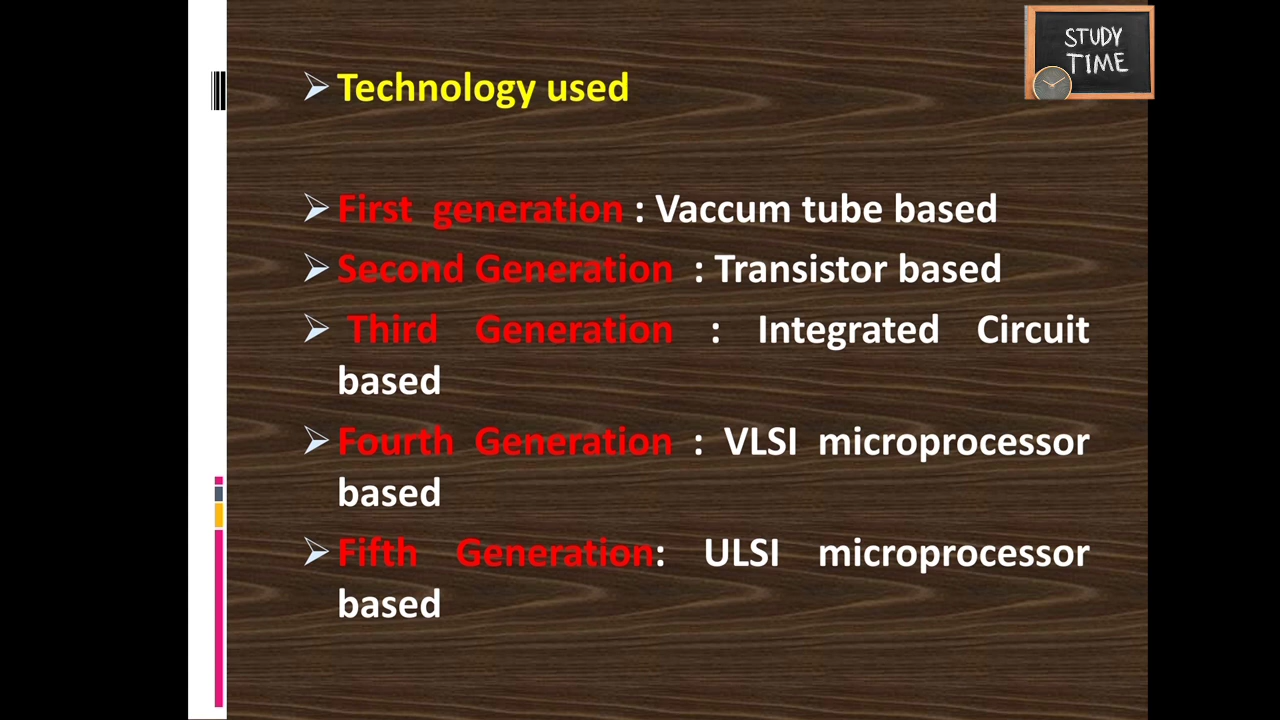 STUDY
TIME
Technology used
First generation : Vaccum tube based
Second Generation : Transistor based
Third Generation : Integrated Circuit
based
Fourth Generation : VLSI microprocessor
based
Fifth Generation: ULSI microprocessor
based